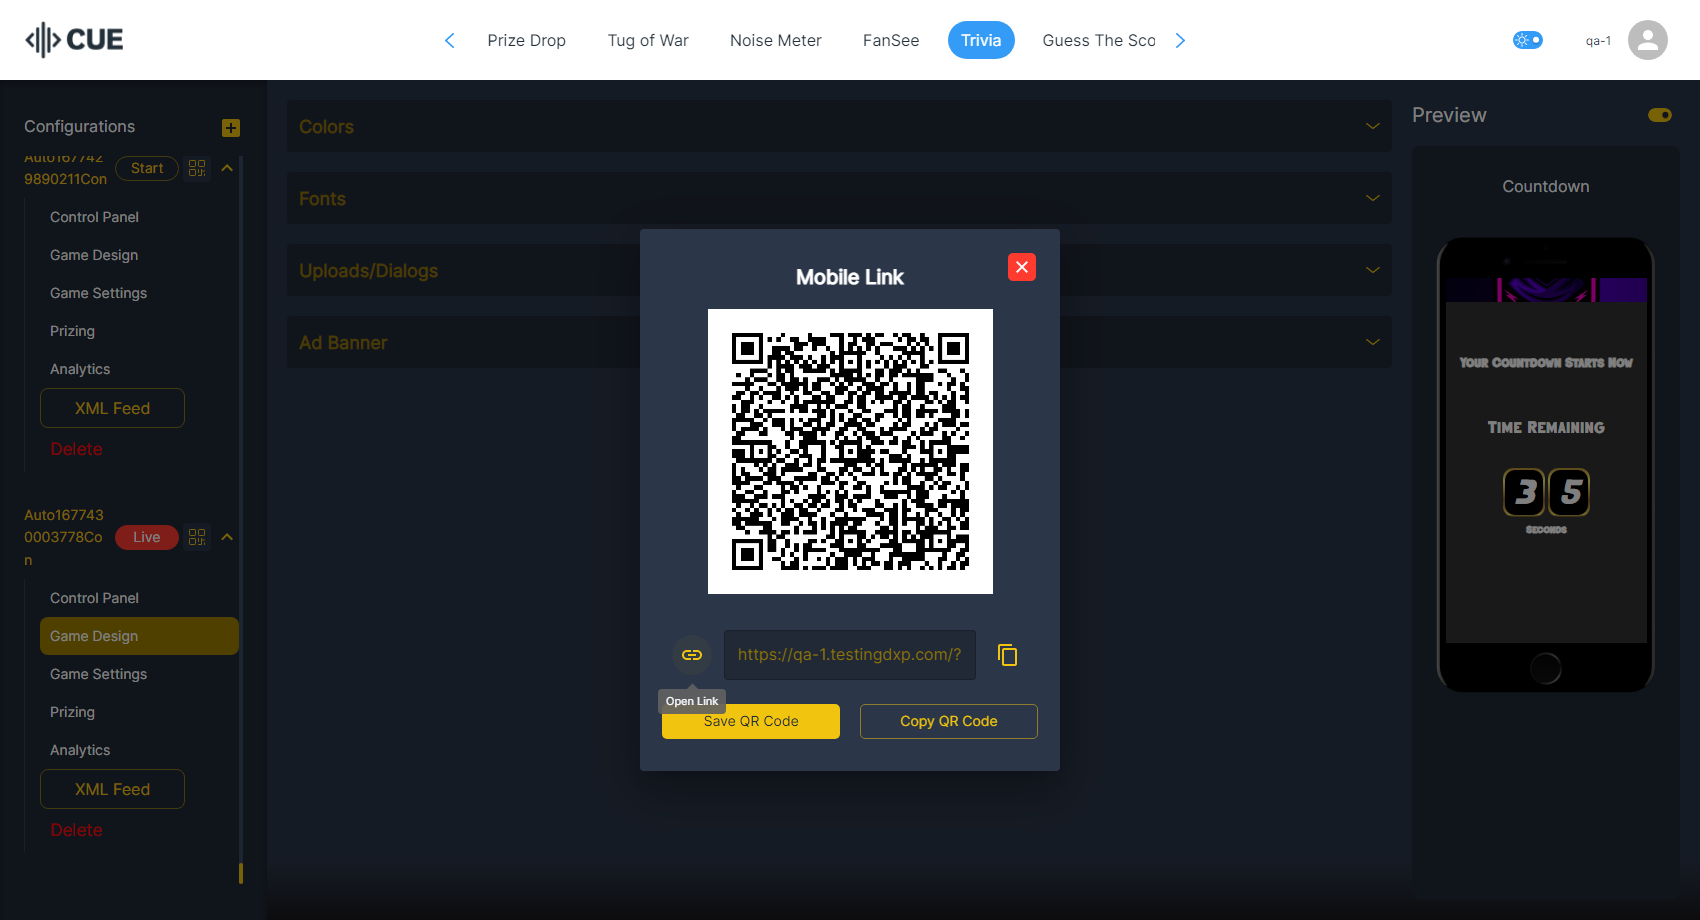 CUE
Prize Drop
Tug of War
Noise Meter
FanSee
Trivia
Guess The Sco
qa-1
Configurations
Auto167742
9890211Con
Start
Control Panel
Game Design
Game Settings
Prizing
Analytics
XML Feed
Delete
Auto167743
0003778Co
n
Live
Control Panel
Game Design
Game Settings
Prizing
Analytics
XML Feed
Delete
Colors
Fonts
Uploads/Dialogs
Ad Banner
Mobile Link
https://qa-1.testingdxp.com/?
Open Link
Save QR Code
Copy QR Code
Preview
Countdown
Your Countdown Starts Now
Time Remaining
3 5
Seconds